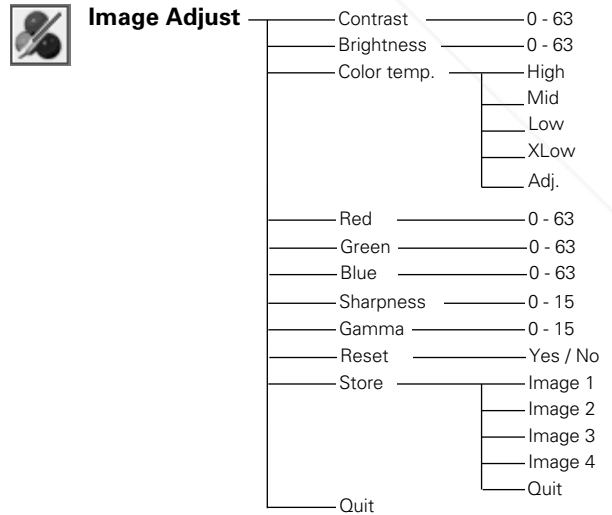 Image Adjust Contrast 0 - 63
Brightness 0 - 63
Color temp. High
Mid
Low
XLow
Adj.
Red 0 - 63
Green 0 - 63
Blue 0 - 63
Sharpness 0 - 15
Gamma 0 - 15
Reset Yes / No
Store Image 1
Image 2
Image 3
Image 4
Quit
Quit